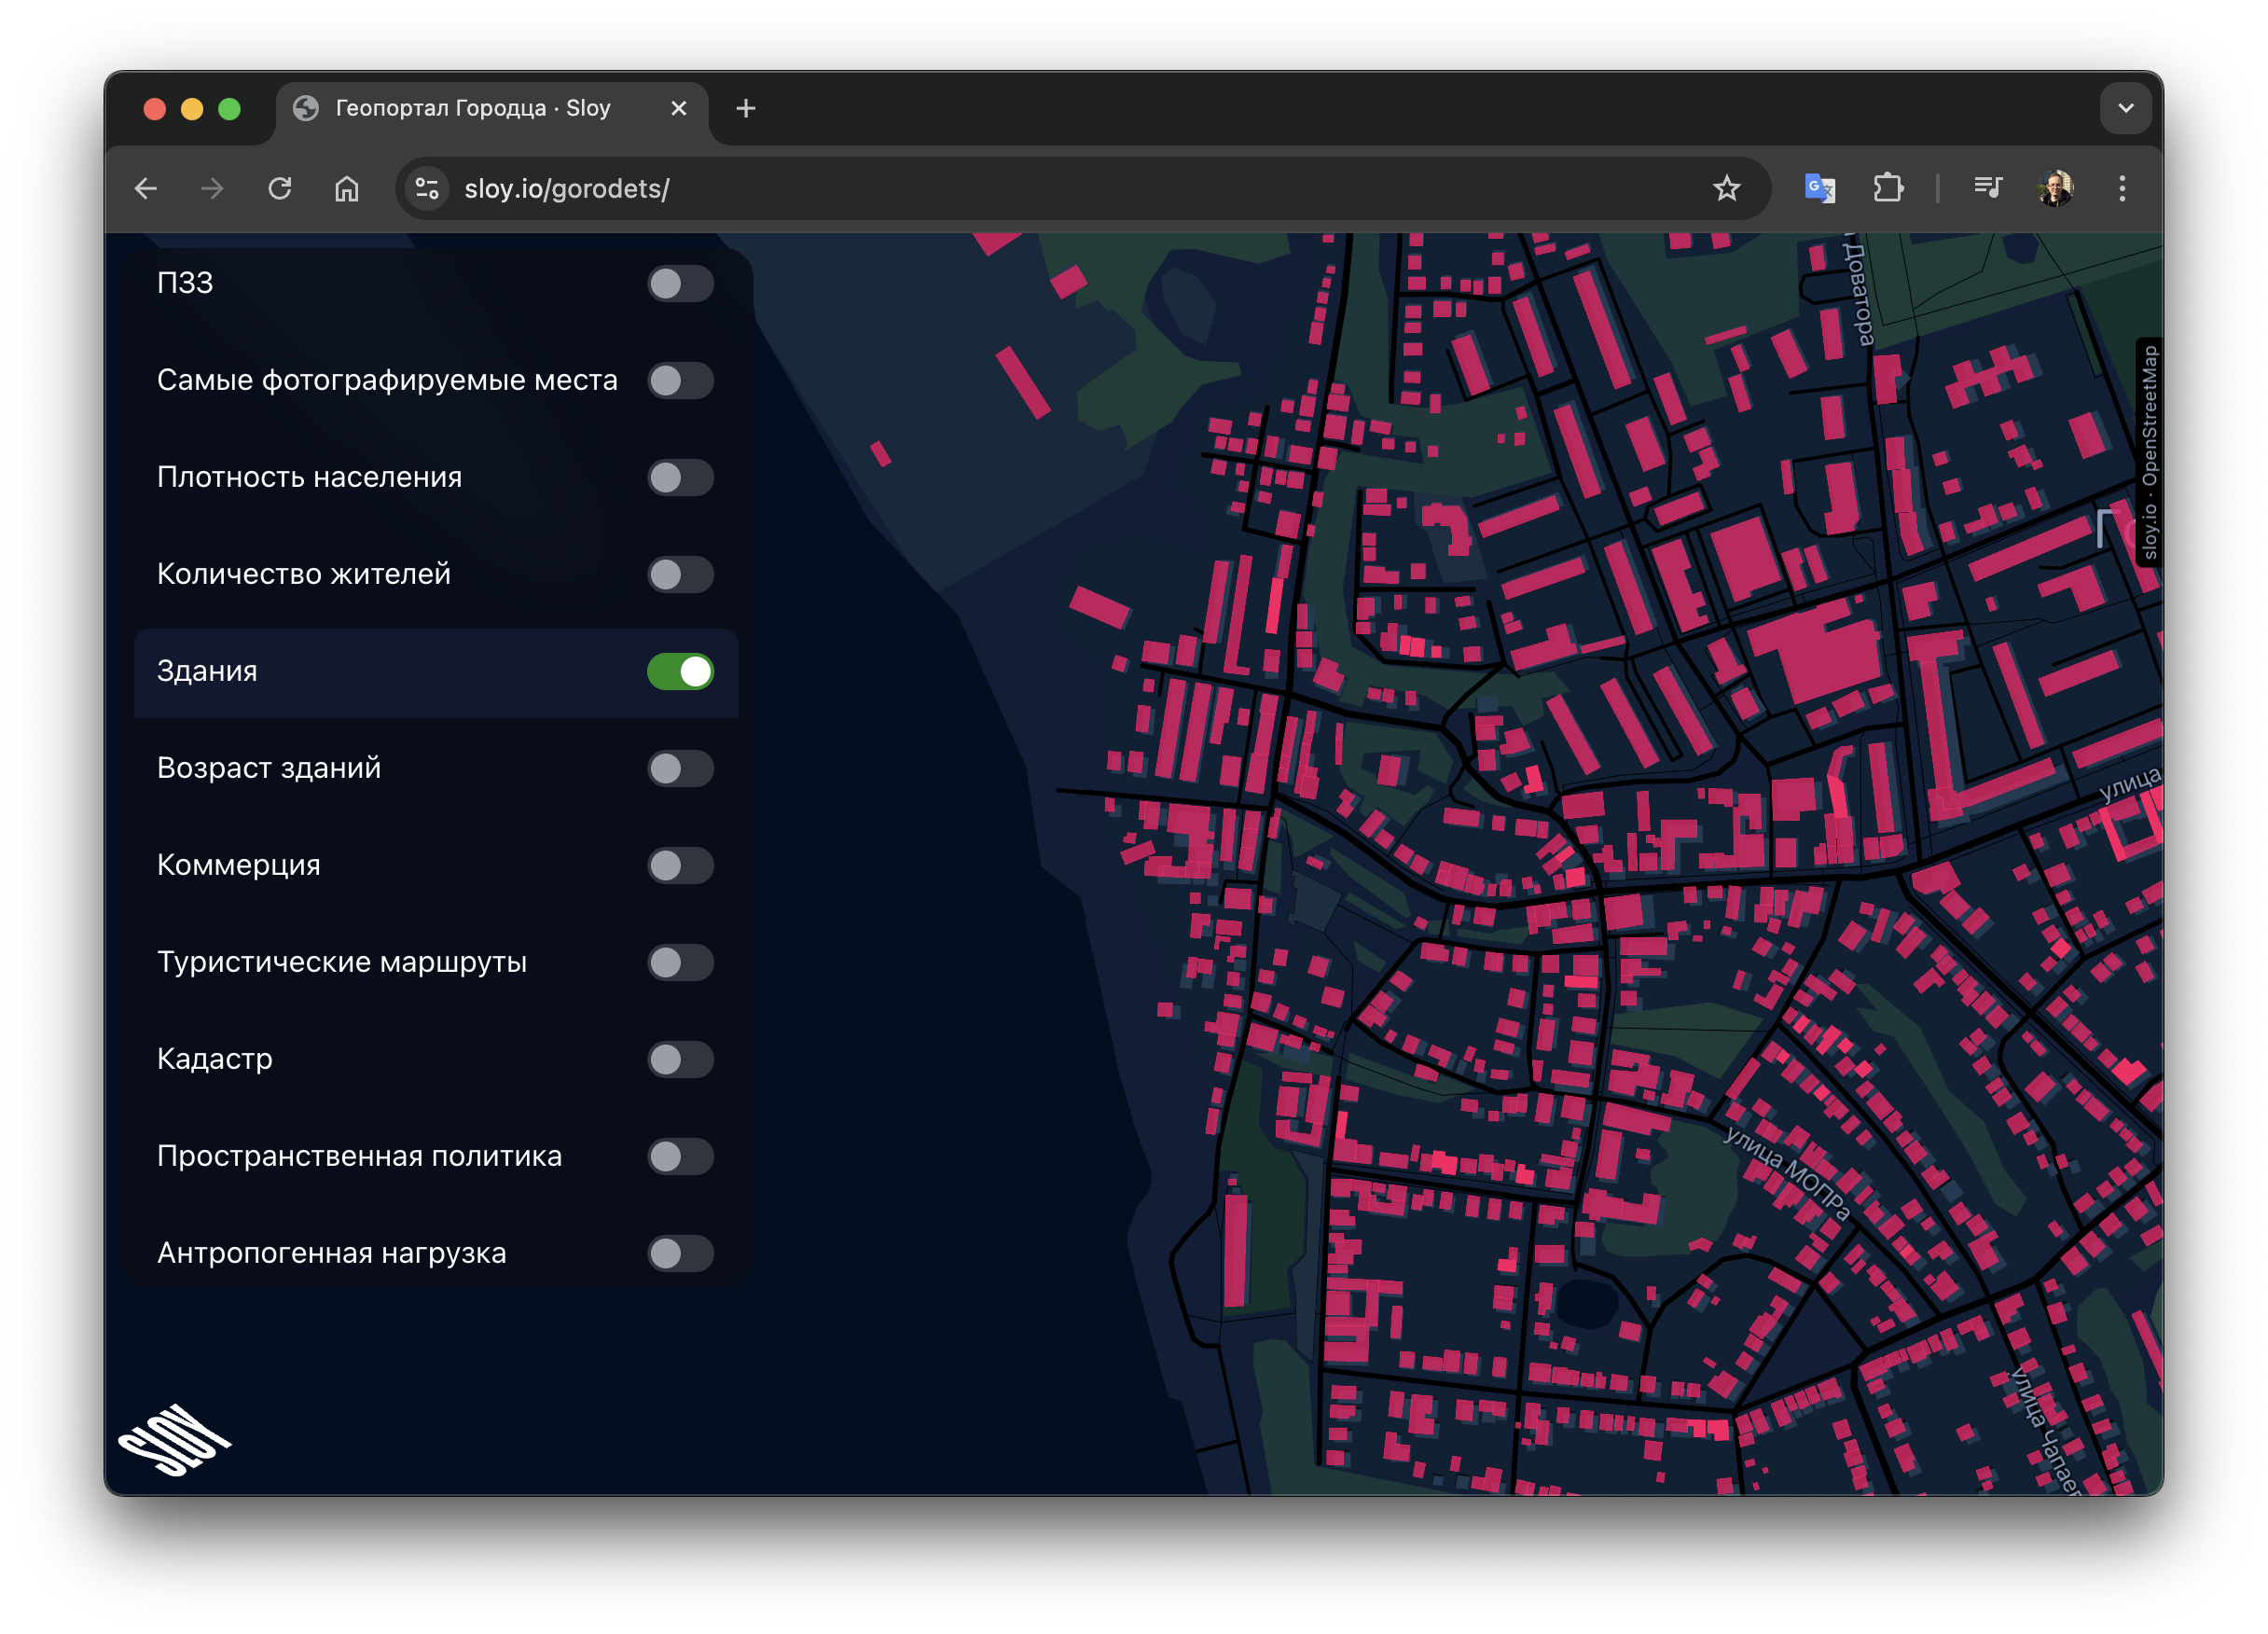 Геопортал Городца · Sloy
sloy.io/gorodets/
ПЗЗ
Самые фотографируемые места
Плотность населения
Количество жителей
Здания
Возраст зданий
Коммерция
Туристические маршруты
Кадастр
Пространственная политика
Антропогенная нагрузка
SLOY
Доватора
sloy.io · OpenStreetMap
улица
улица МОПРа
улица Чапаев